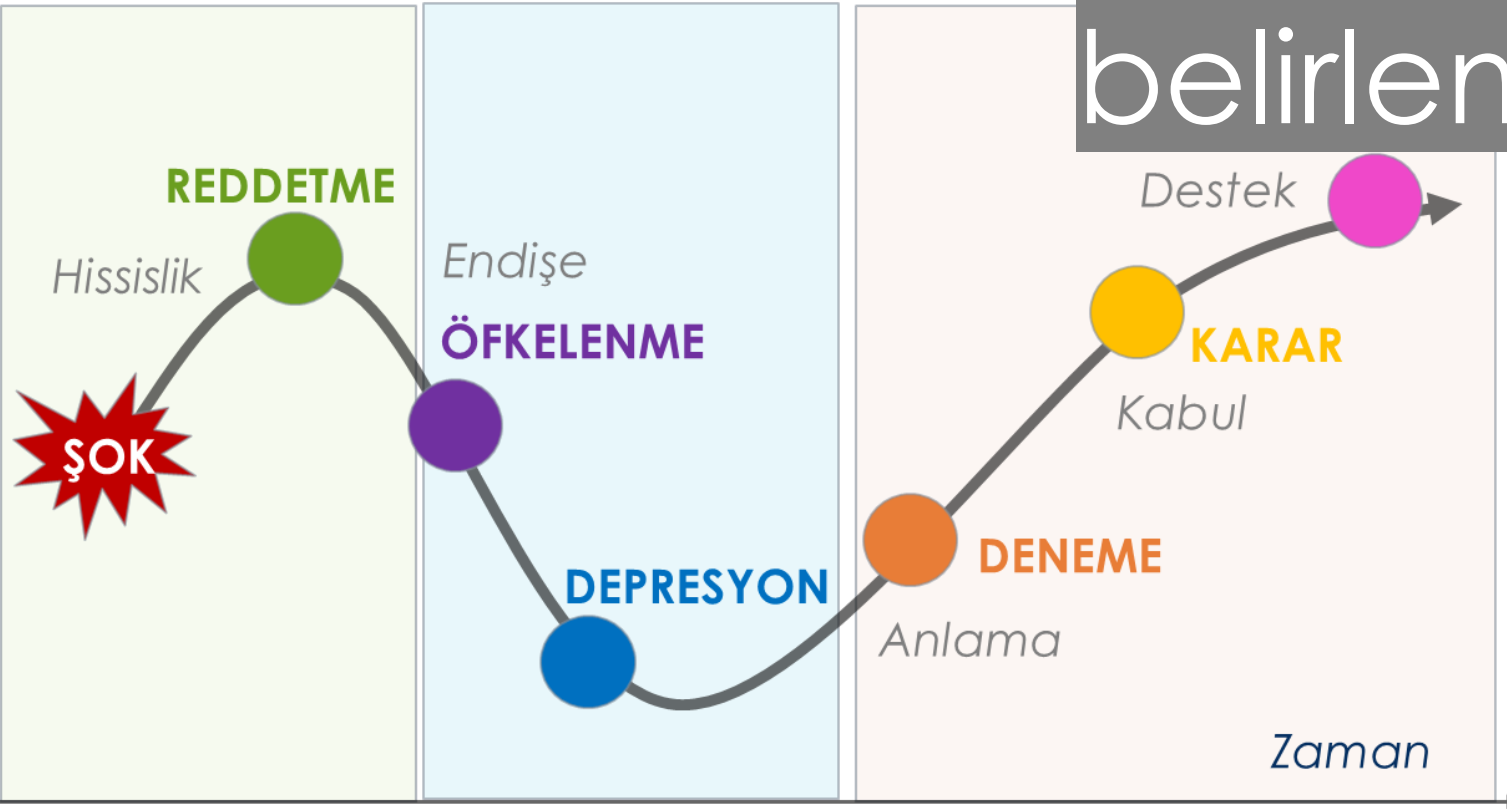 belirlen
REDDETME
Hissislik
ŞOK
Endişe
ÖFKELENME
DEPRESYON
DENEME
Anlama
KARAR
Kabul
Destek
Zaman